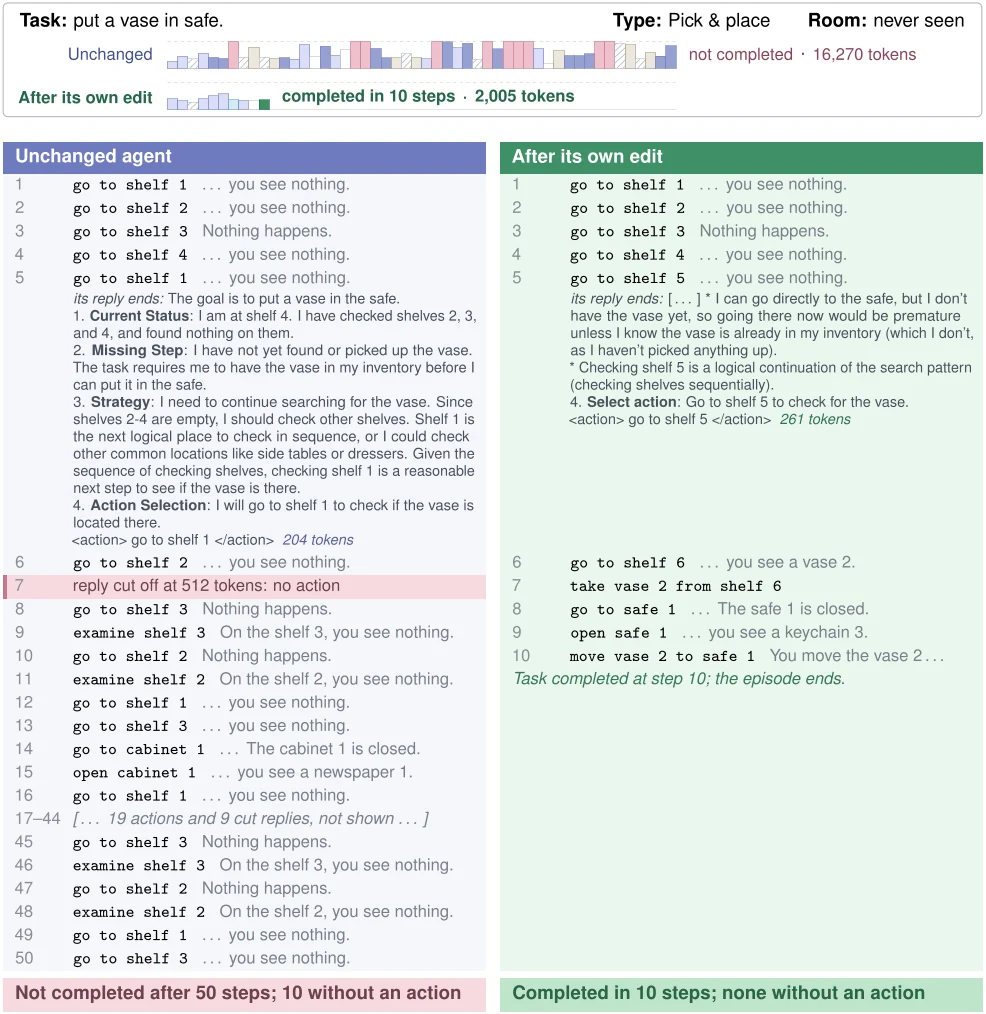 Task: put a vase in safe. Type: Pick & place Room: never seen
Unchanged not completed · 16,270 tokens
After its own edit completed in 10 steps · 2,005 tokens
Unchanged agent
1 go to shelf 1 ... you see nothing.
2 go to shelf 2 ... you see nothing.
3 go to shelf 3 Nothing happens.
4 go to shelf 4 ... you see nothing.
5 go to shelf 1 ... you see nothing.
its reply ends: The goal is to put a vase in the safe.
1. Current Status: I am at shelf 4. I have checked shelves 2, 3,
and 4, and found nothing on them.
2. Missing Step: I have not yet found or picked up the vase.
The task requires me to have the vase in my inventory before I
can put it in the safe.
3. Strategy: I need to continue searching for the vase. Since
shelves 2-4 are empty, I should check other shelves. Shelf 1 is
the next logical place to check in sequence, or I could check
other common locations like side tables or dressers. Given the
sequence of checking shelves, checking shelf 1 is a reasonable
next step to see if the vase is there.
4. Action Selection: I will go to shelf 1 to check if the vase is
located there.
<action> go to shelf 1 </action> 204 tokens
6 go to shelf 2 ... you see nothing.
7 reply cut off at 512 tokens: no action
8 go to shelf 3 Nothing happens.
9 examine shelf 3 On the shelf 3, you see nothing.
10 go to shelf 2 Nothing happens.
11 examine shelf 2 On the shelf 2, you see nothing.
12 go to shelf 1 ... you see nothing.
13 go to shelf 3 ... you see nothing.
14 go to cabinet 1 ... The cabinet 1 is closed.
15 open cabinet 1 ... you see a newspaper 1.
16 go to shelf 1 ... you see nothing.
17–44 [... 19 actions and 9 cut replies, not shown ...]
45 go to shelf 3 Nothing happens.
46 examine shelf 3 On the shelf 3, you see nothing.
47 go to shelf 2 Nothing happens.
48 examine shelf 2 On the shelf 2, you see nothing.
49 go to shelf 1 ... you see nothing.
50 go to shelf 3 ... you see nothing.
Not completed after 50 steps; 10 without an action
After its own edit
1 go to shelf 1 ... you see nothing.
2 go to shelf 2 ... you see nothing.
3 go to shelf 3 Nothing happens.
4 go to shelf 4 ... you see nothing.
5 go to shelf 5 ... you see nothing.
its reply ends: [...] * I can go directly to the safe, but I don't
have the vase yet, so going there now would be premature
unless I know the vase is already in my inventory (which I don't,
as I haven't picked anything up).
* Checking shelf 5 is a logical continuation of the search pattern
(checking shelves sequentially).
4. Select action: Go to shelf 5 to check for the vase.
<action> go to shelf 5 </action> 261 tokens
6 go to shelf 6 ... you see a vase 2.
7 take vase 2 from shelf 6
8 go to safe 1 ... The safe 1 is closed.
9 open safe 1 ... you see a keychain 3.
10 move vase 2 to safe 1 You move the vase 2...
Task completed at step 10; the episode ends.
Completed in 10 steps; none without an action